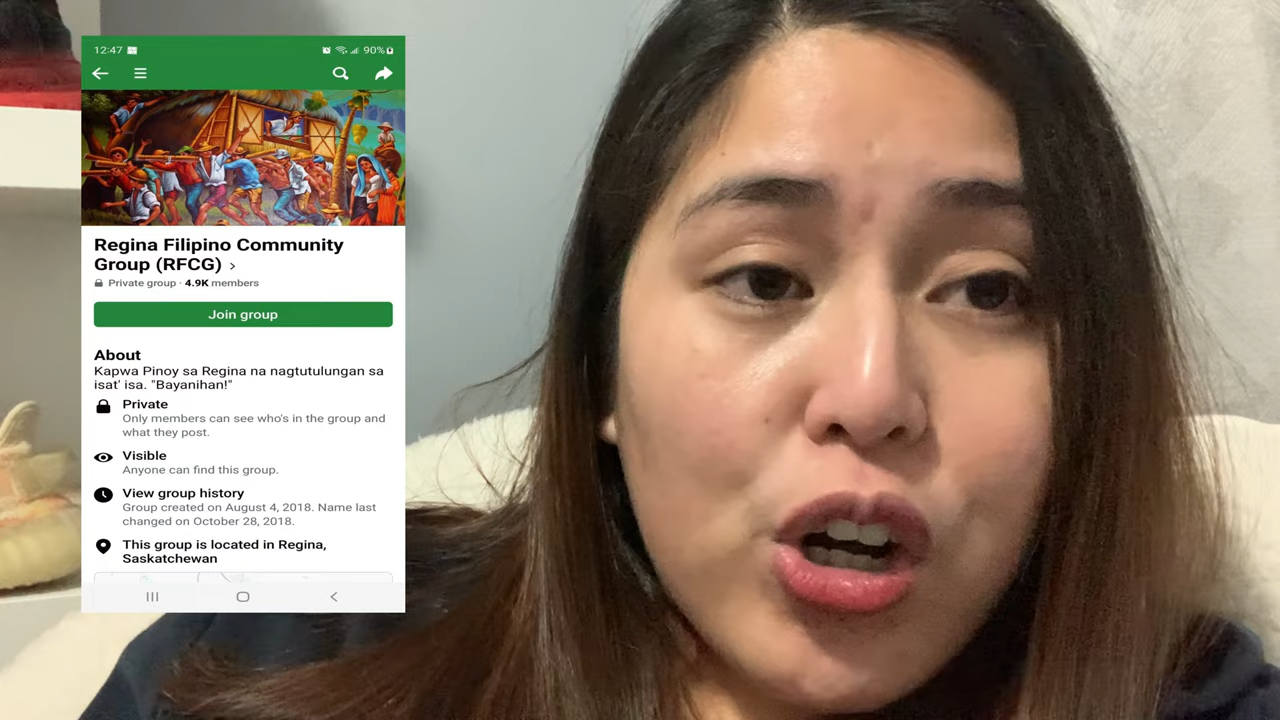 12:47
90%
Regina Filipino Community
Group (RFCG) >
Private group · 4.9K members
Join group
About
Kapwa Pinoy sa Regina na nagtutulungan sa
isat' isa. "Bayanihan!"
Private
Only members can see who's in the group and
what they post.
Visible
Anyone can find this group.
View group history
Group created on August 4, 2018. Name last
changed on October 28, 2018.
This group is located in Regina,
Saskatchewan